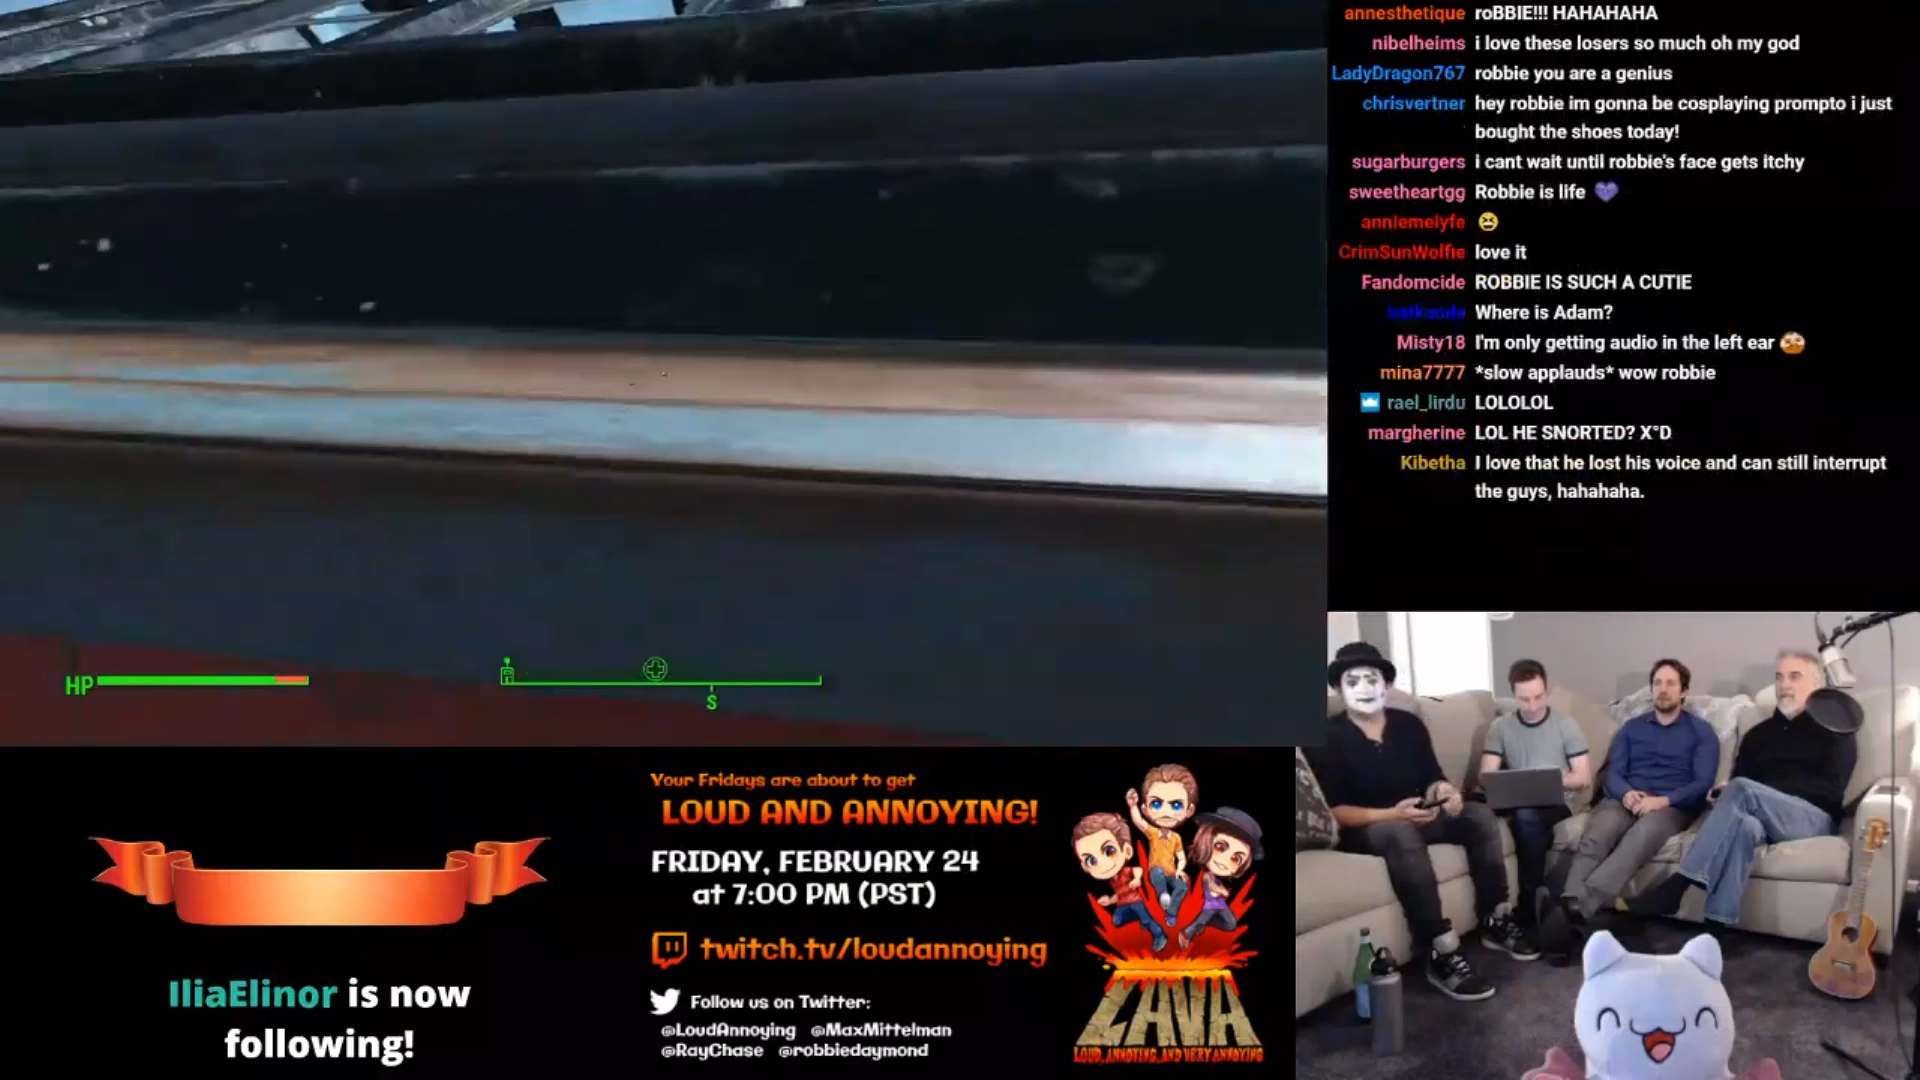 annesthetique roBBIE!!! HAHAHAHA
nibelheims i love these losers so much oh my god
LadyDragon767 robbie you are a genius
chrisvertner hey robbie im gonna be cosplaying prompto i just
bought the shoes today!
sugarburgers i cant wait until robbie's face gets itchy
sweetheartgg Robbie is life
anniemelyfe
CrimSunWolfie love it
Fandomcide ROBBIE IS SUCH A CUTIE
Where is Adam?
Misty18 I'm only getting audio in the left ear
mina7777 *slow applauds* wow robbie
rael_lirdu LOLOLOL
margherine LOL HE SNORTED? X°D
Kibetha I love that he lost his voice and can still interrupt
the guys, hahahaha.
HP
S
IliaElinor is now
following!
Your Fridays are about to get
LOUD AND ANNOYING!
FRIDAY, FEBRUARY 24
at 7:00 PM (PST)
twitch.tv/loudannoying
Follow us on Twitter:
@LoudAnnoying @MaxMittelman
@RayChase @robbiedaymond
LAVA
LOUD, ANNOYING, AND VERY ANNOYING